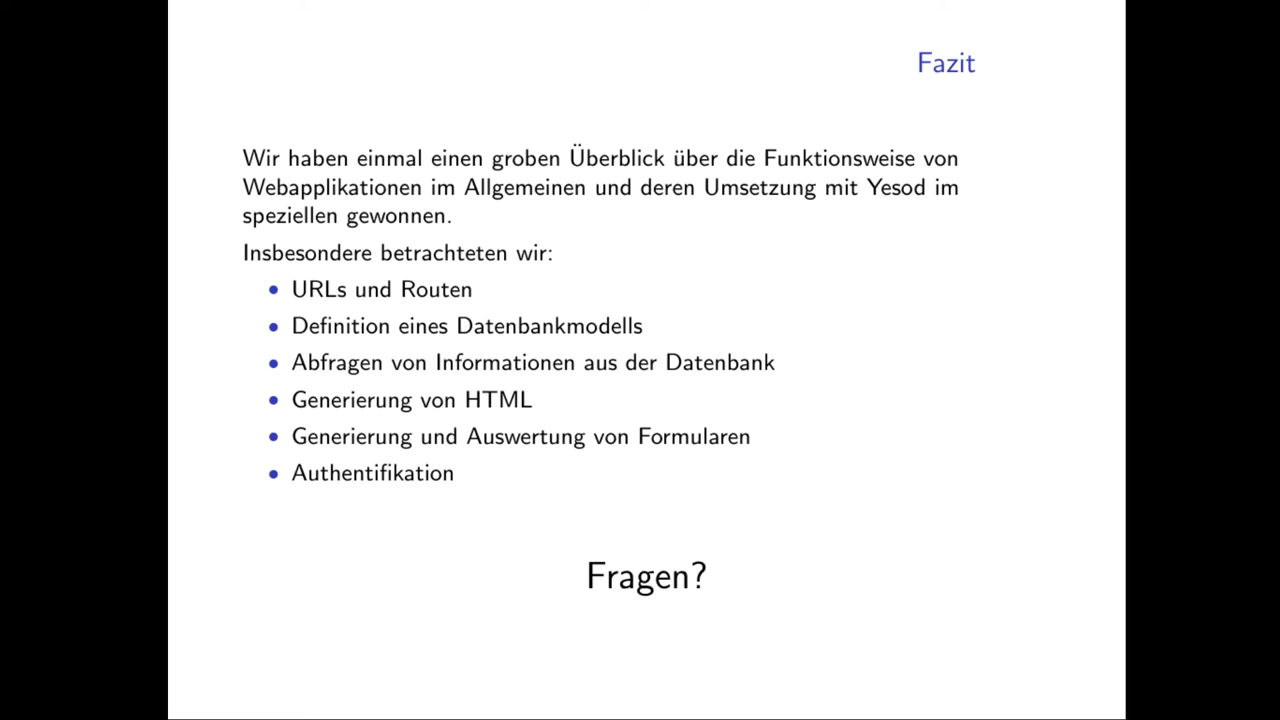 Fazit
Wir haben einmal einen groben Überblick über die Funktionsweise von
Webapplikationen im Allgemeinen und deren Umsetzung mit Yesod im
speziellen gewonnen.
Insbesondere betrachteten wir:
• URLs und Routen
• Definition eines Datenbankmodells
• Abfragen von Informationen aus der Datenbank
• Generierung von HTML
• Generierung und Auswertung von Formularen
• Authentifikation
Fragen?